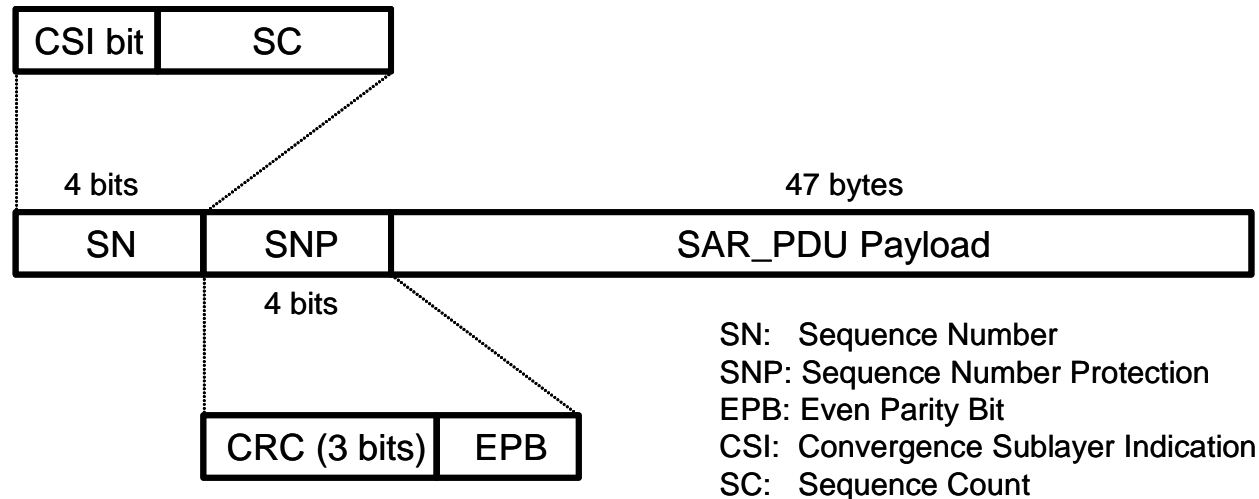 CSI bit SC
4 bits 47 bytes
SN SNP SAR_PDU Payload
4 bits
CRC (3 bits) EPB
SN: Sequence Number
SNP: Sequence Number Protection
EPB: Even Parity Bit
CSI: Convergence Sublayer Indication
SC: Sequence Count